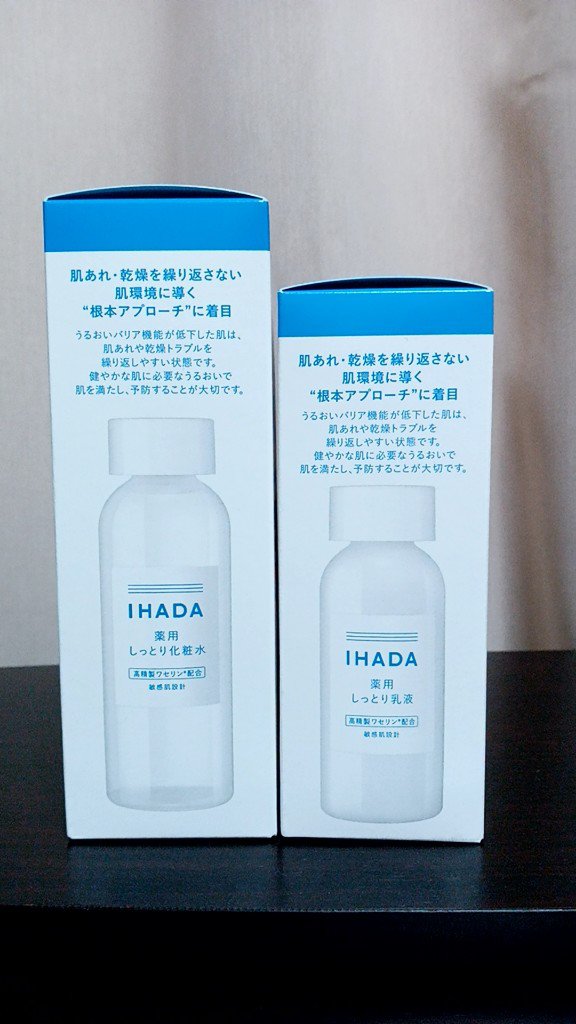 肌あれ・乾燥を繰り返さない
肌環境に導く
“根本アプローチ”に着目
うるおいバリア機能が低下した肌は、
肌あれや乾燥トラブルを
繰り返しやすい状態です。
健やかな肌に必要なうるおいで
肌を満たし、予防することが大切です。
IHADA
薬用
しっとり化粧水
高精製ワセリン*配合
敏感肌設計
肌あれ・乾燥を繰り返さない
肌環境に導く
“根本アプローチ”に着目
うるおいバリア機能が低下した肌は、
肌あれや乾燥トラブルを
繰り返しやすい状態です。
健やかな肌に必要なうるおいで
肌を満たし、予防することが大切です。
IHADA
薬用
しっとり乳液
高精製ワセリン*配合
敏感肌設計